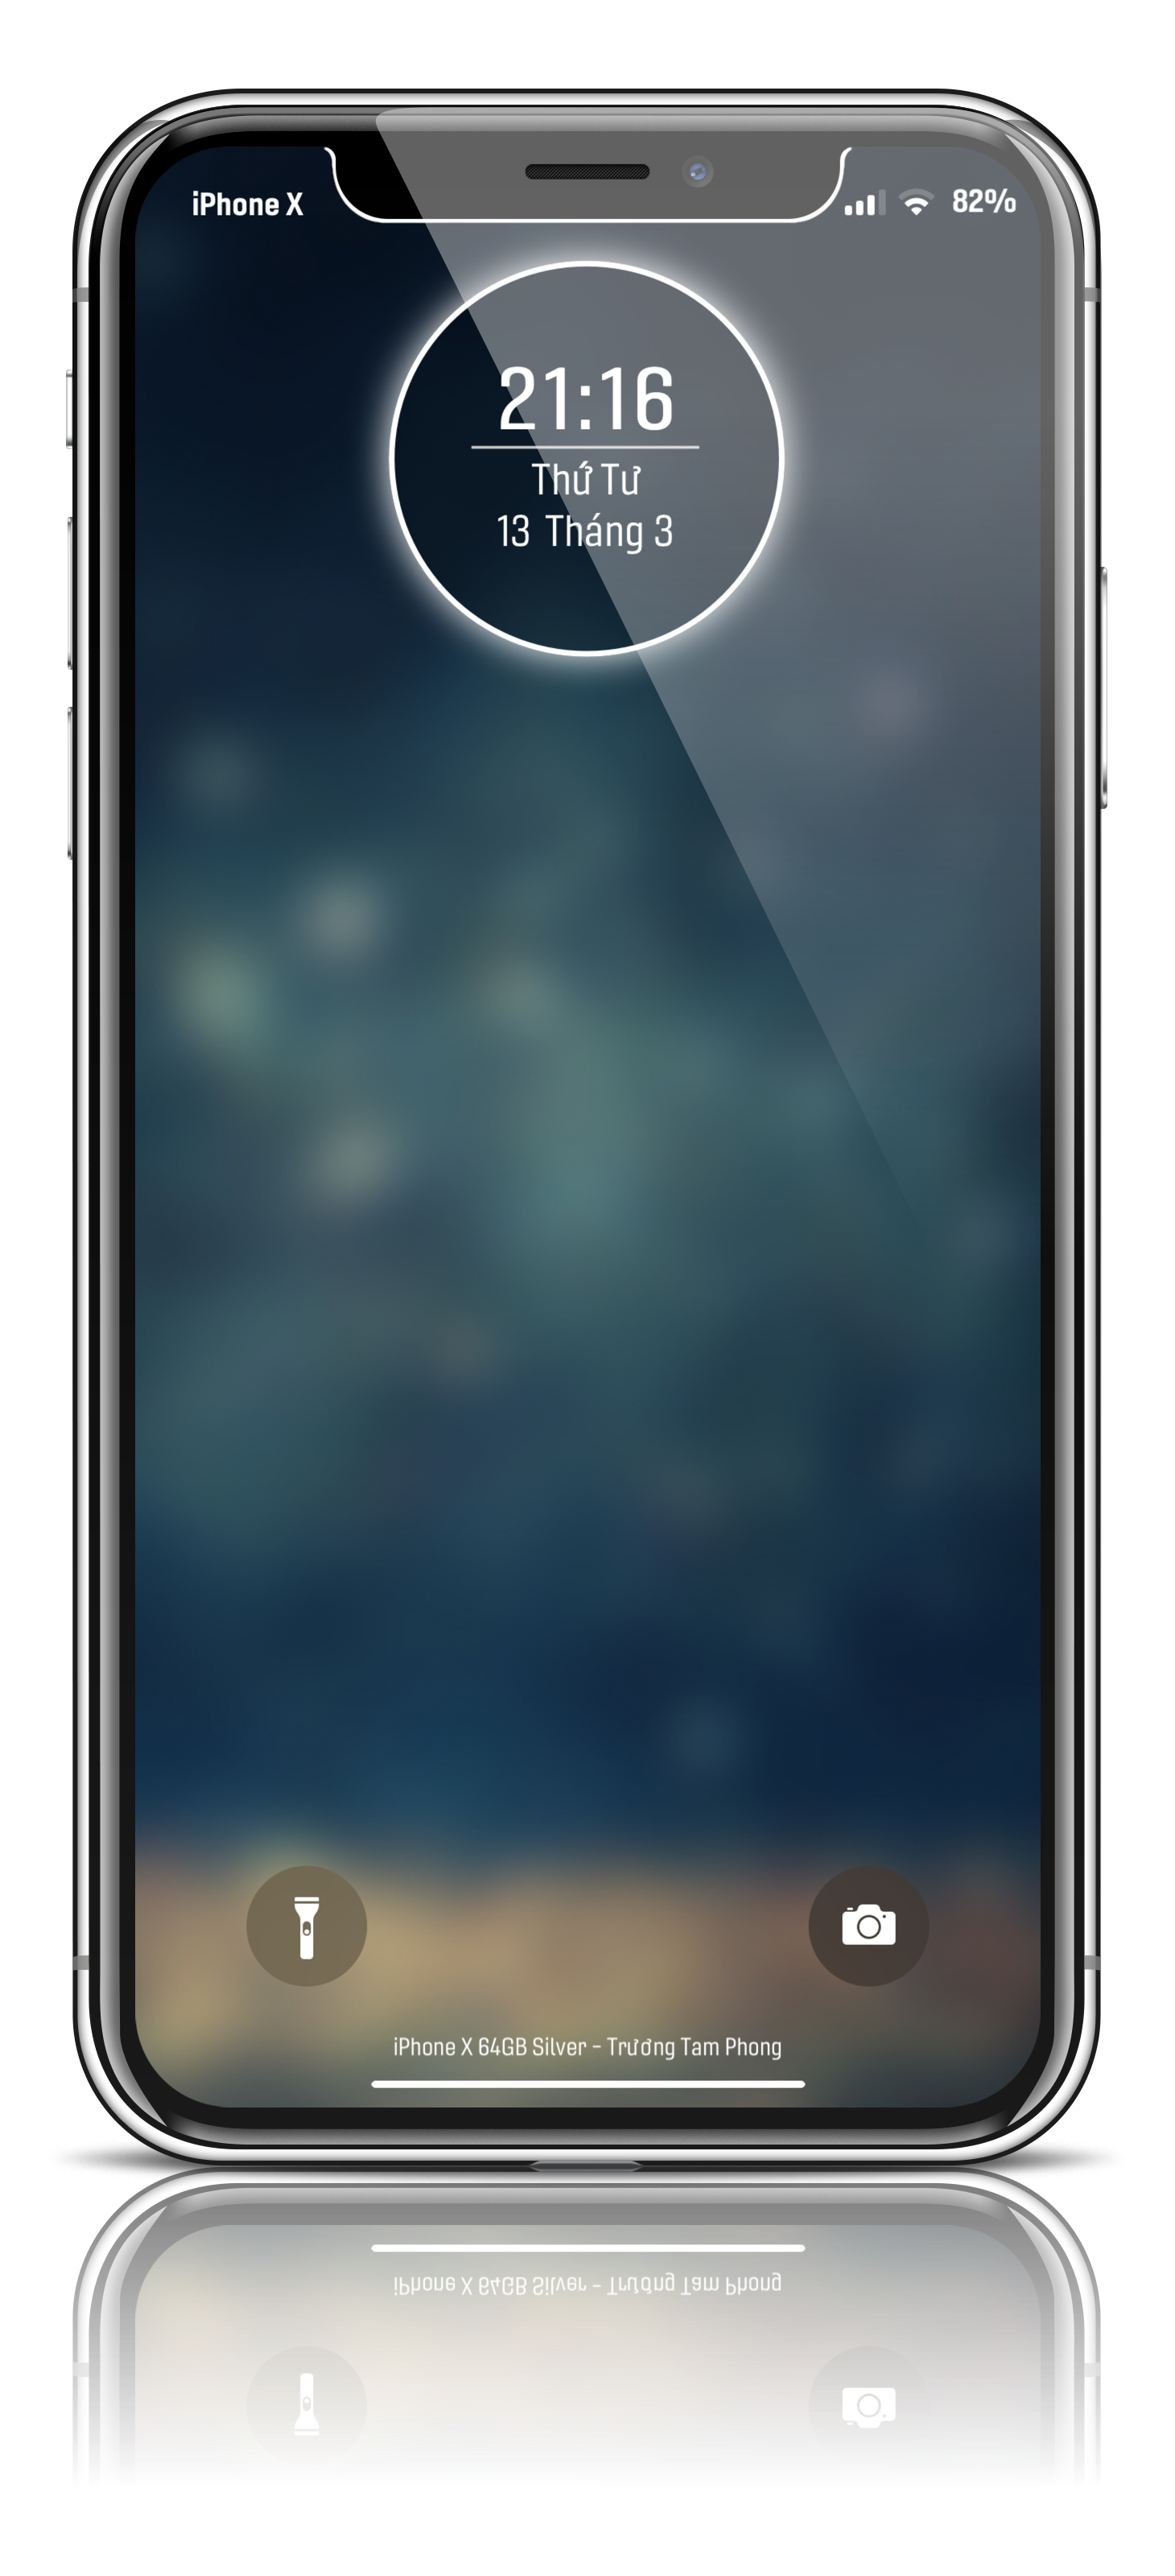 iPhone X
82%
21:16
Thứ Tư
13 Tháng 3
iPhone X 64GB Silver - Trương Tam Phong
iPhone X 64GB Silver - Trương Tam Phong